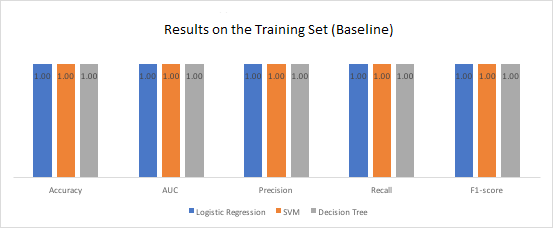 Results on the Training Set (Baseline)
1.00 1.00 1.00 1.00 1.00 1.00 1.00 1.00 1.00 1.00 1.00 1.00 1.00 1.00 1.00
Accuracy AUC Precision Recall F1-score
Logistic Regression SVM Decision Tree